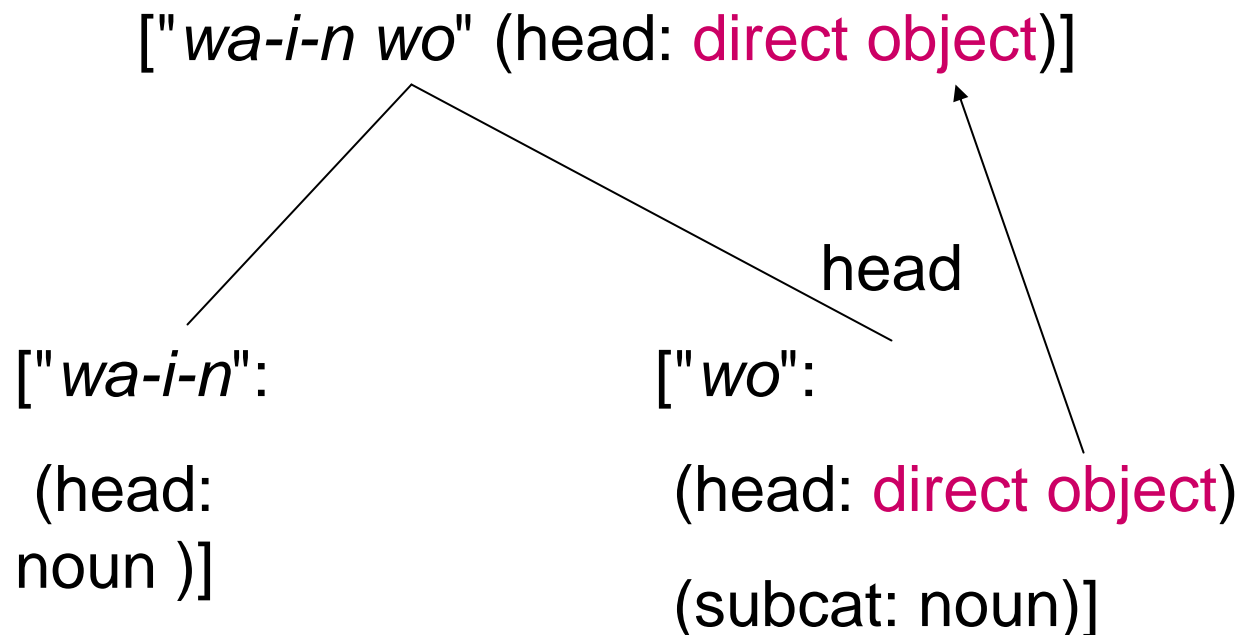 ["wa-i-n wo" (head: direct object)]
head
["wa-i-n":
(head:
noun )]
["wo":
(head: direct object)
(subcat: noun)]